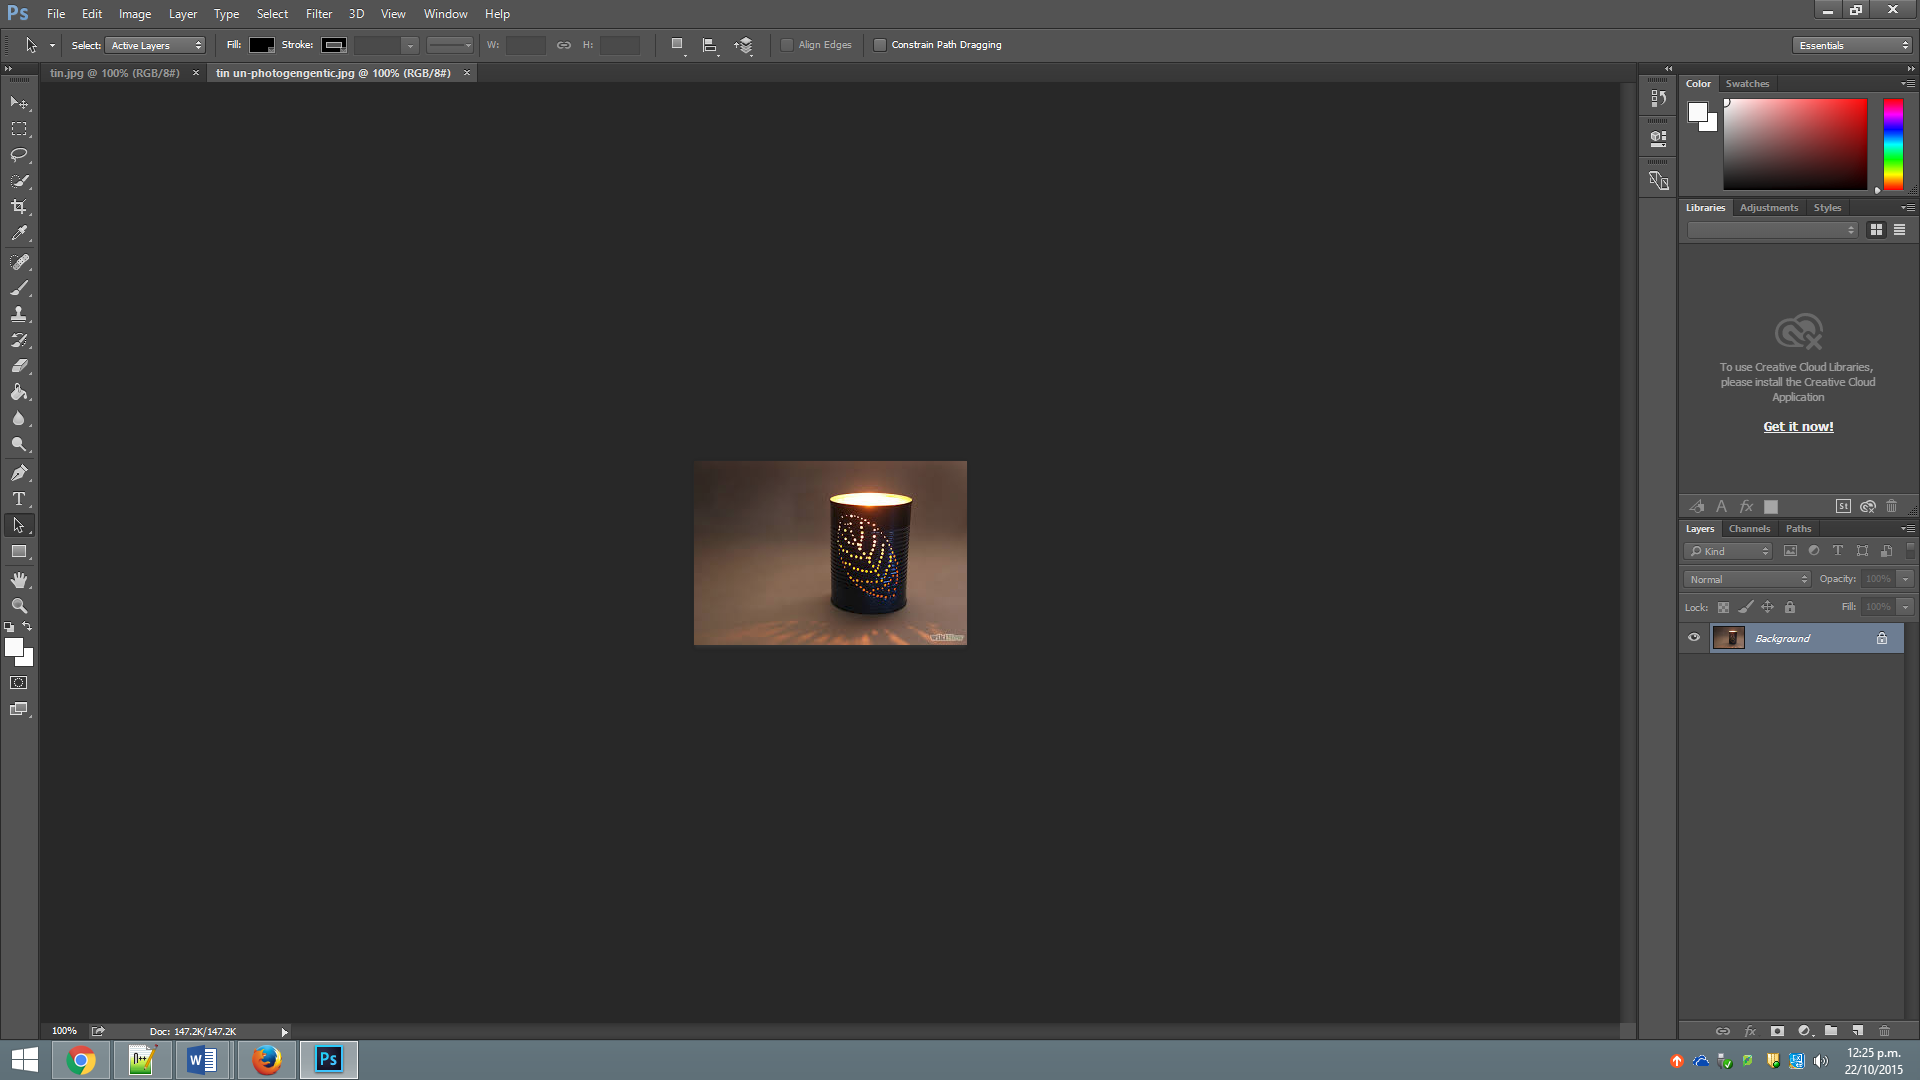 Ps File Edit Image Layer Type Select Filter 3D View Window Help
Select: Active Layers Fill: Stroke: W: H: Align Edges Constrain Path Dragging Essentials
tin.jpg @ 100% (RGB/8#) × tin un-photogengentic.jpg @ 100% (RGB/8#) ×
Color Swatches
Libraries Adjustments Styles
To use Creative Cloud Libraries,
please install the Creative Cloud
Application
Get it now!
St
Layers Channels Paths
Kind
Normal Opacity: 100%
Lock: Fill: 100%
Background
wikiHow
100% Doc: 147.2K/147.2K
12:25 p.m.
22/10/2015